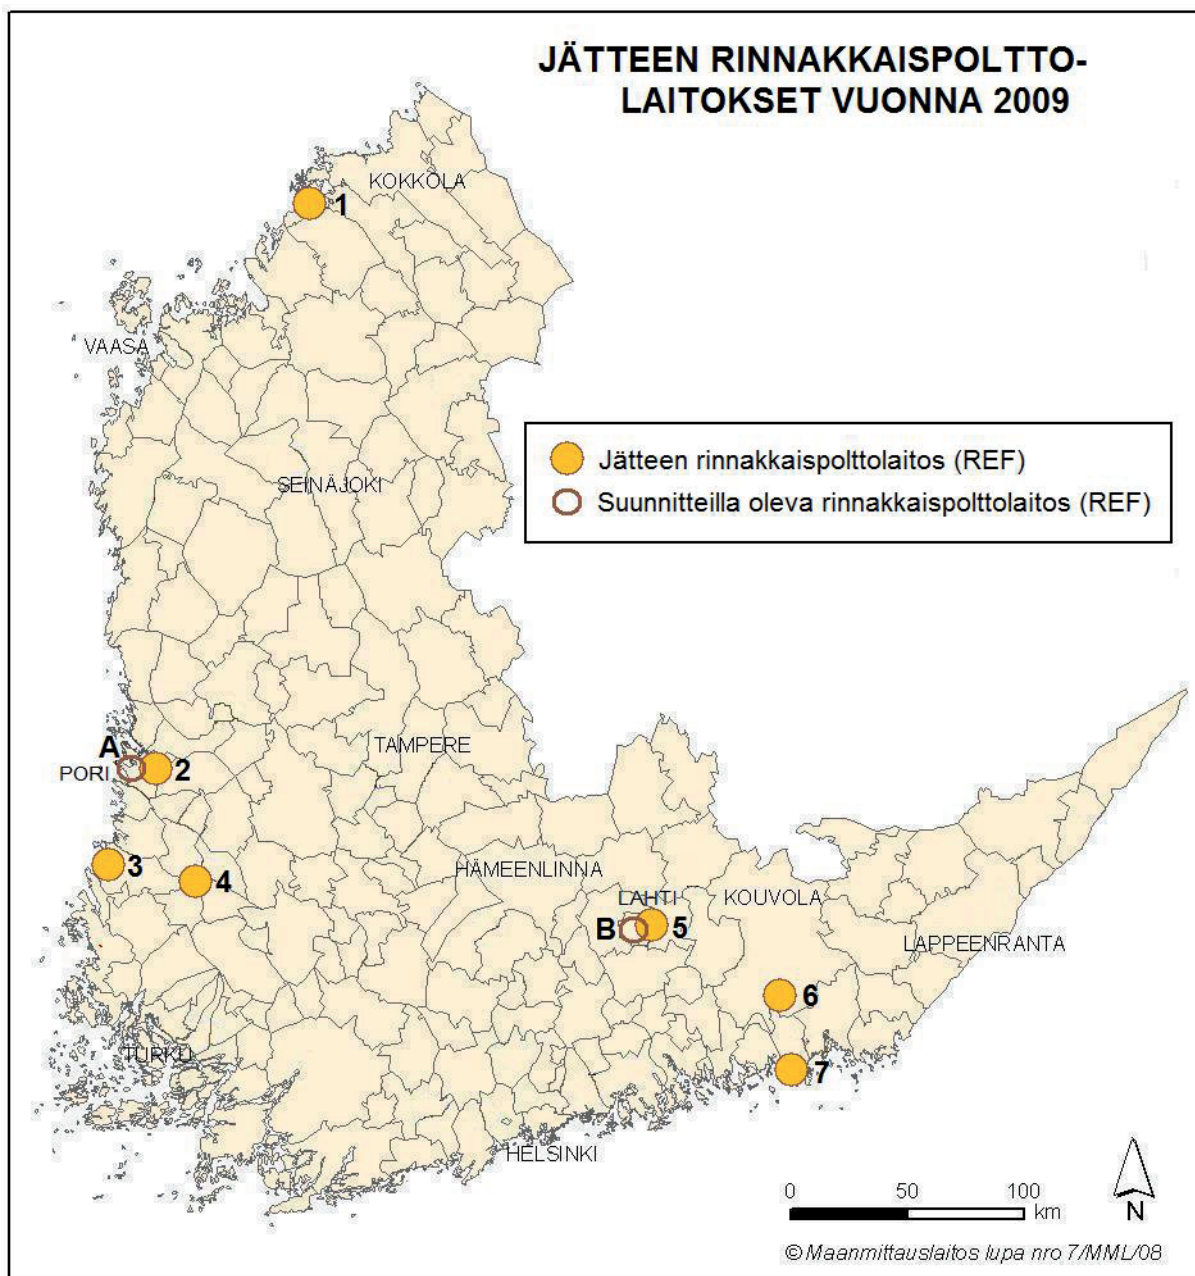 JÄTTEEN RINNAKKAISPOLTTO-
LAITOKSET VUONNA 2009
KOKKOLA
1
VAASA
Jätteen rinnakkaispolttolaitos (REF)
SEINÄJOKI
Suunnitteilla oleva rinnakkaispolttolaitos (REF)
A
TAMPERE
PORI
2
3
4
HÄMEENLINNA
LAHTI
KOUVOLA
B
5
LAPPEENRANTA
6
TURKU
7
HELSINKI
0 50 100
km
N
© Maanmittauslaitos lupa nro 7/MML/08